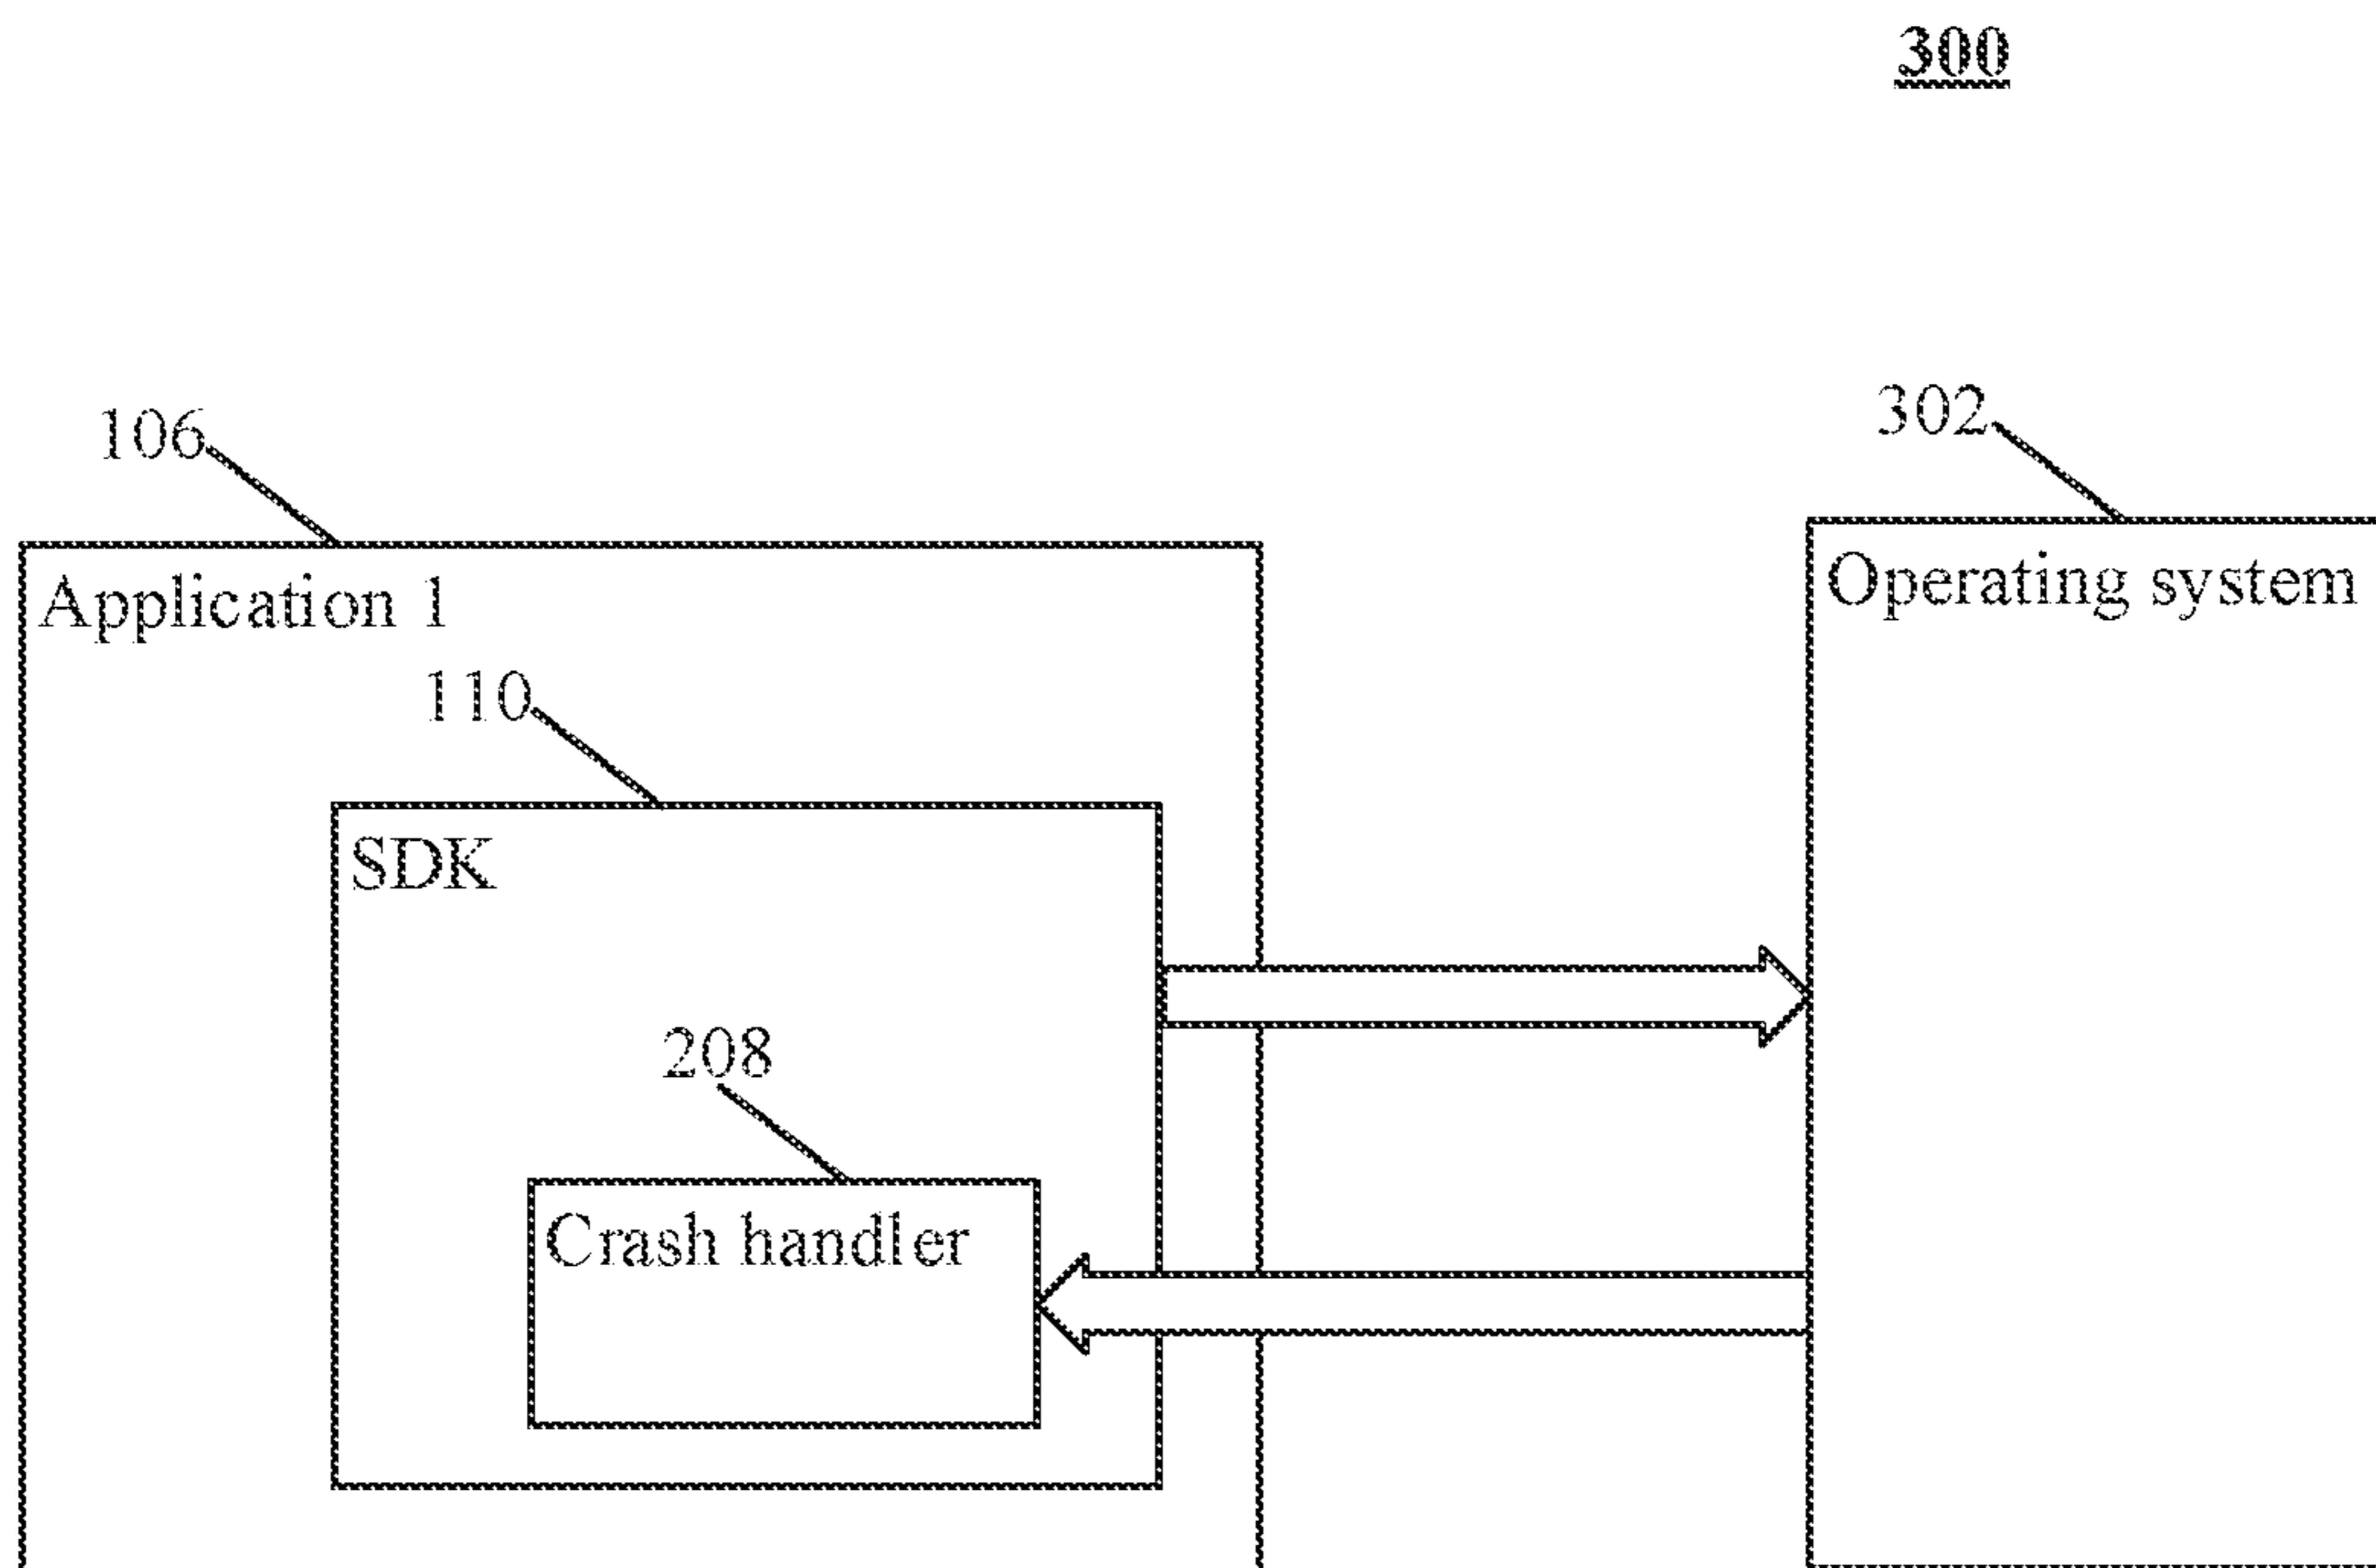 300
106
302
Application 1
Operating system
110
SDK
208
Crash handler